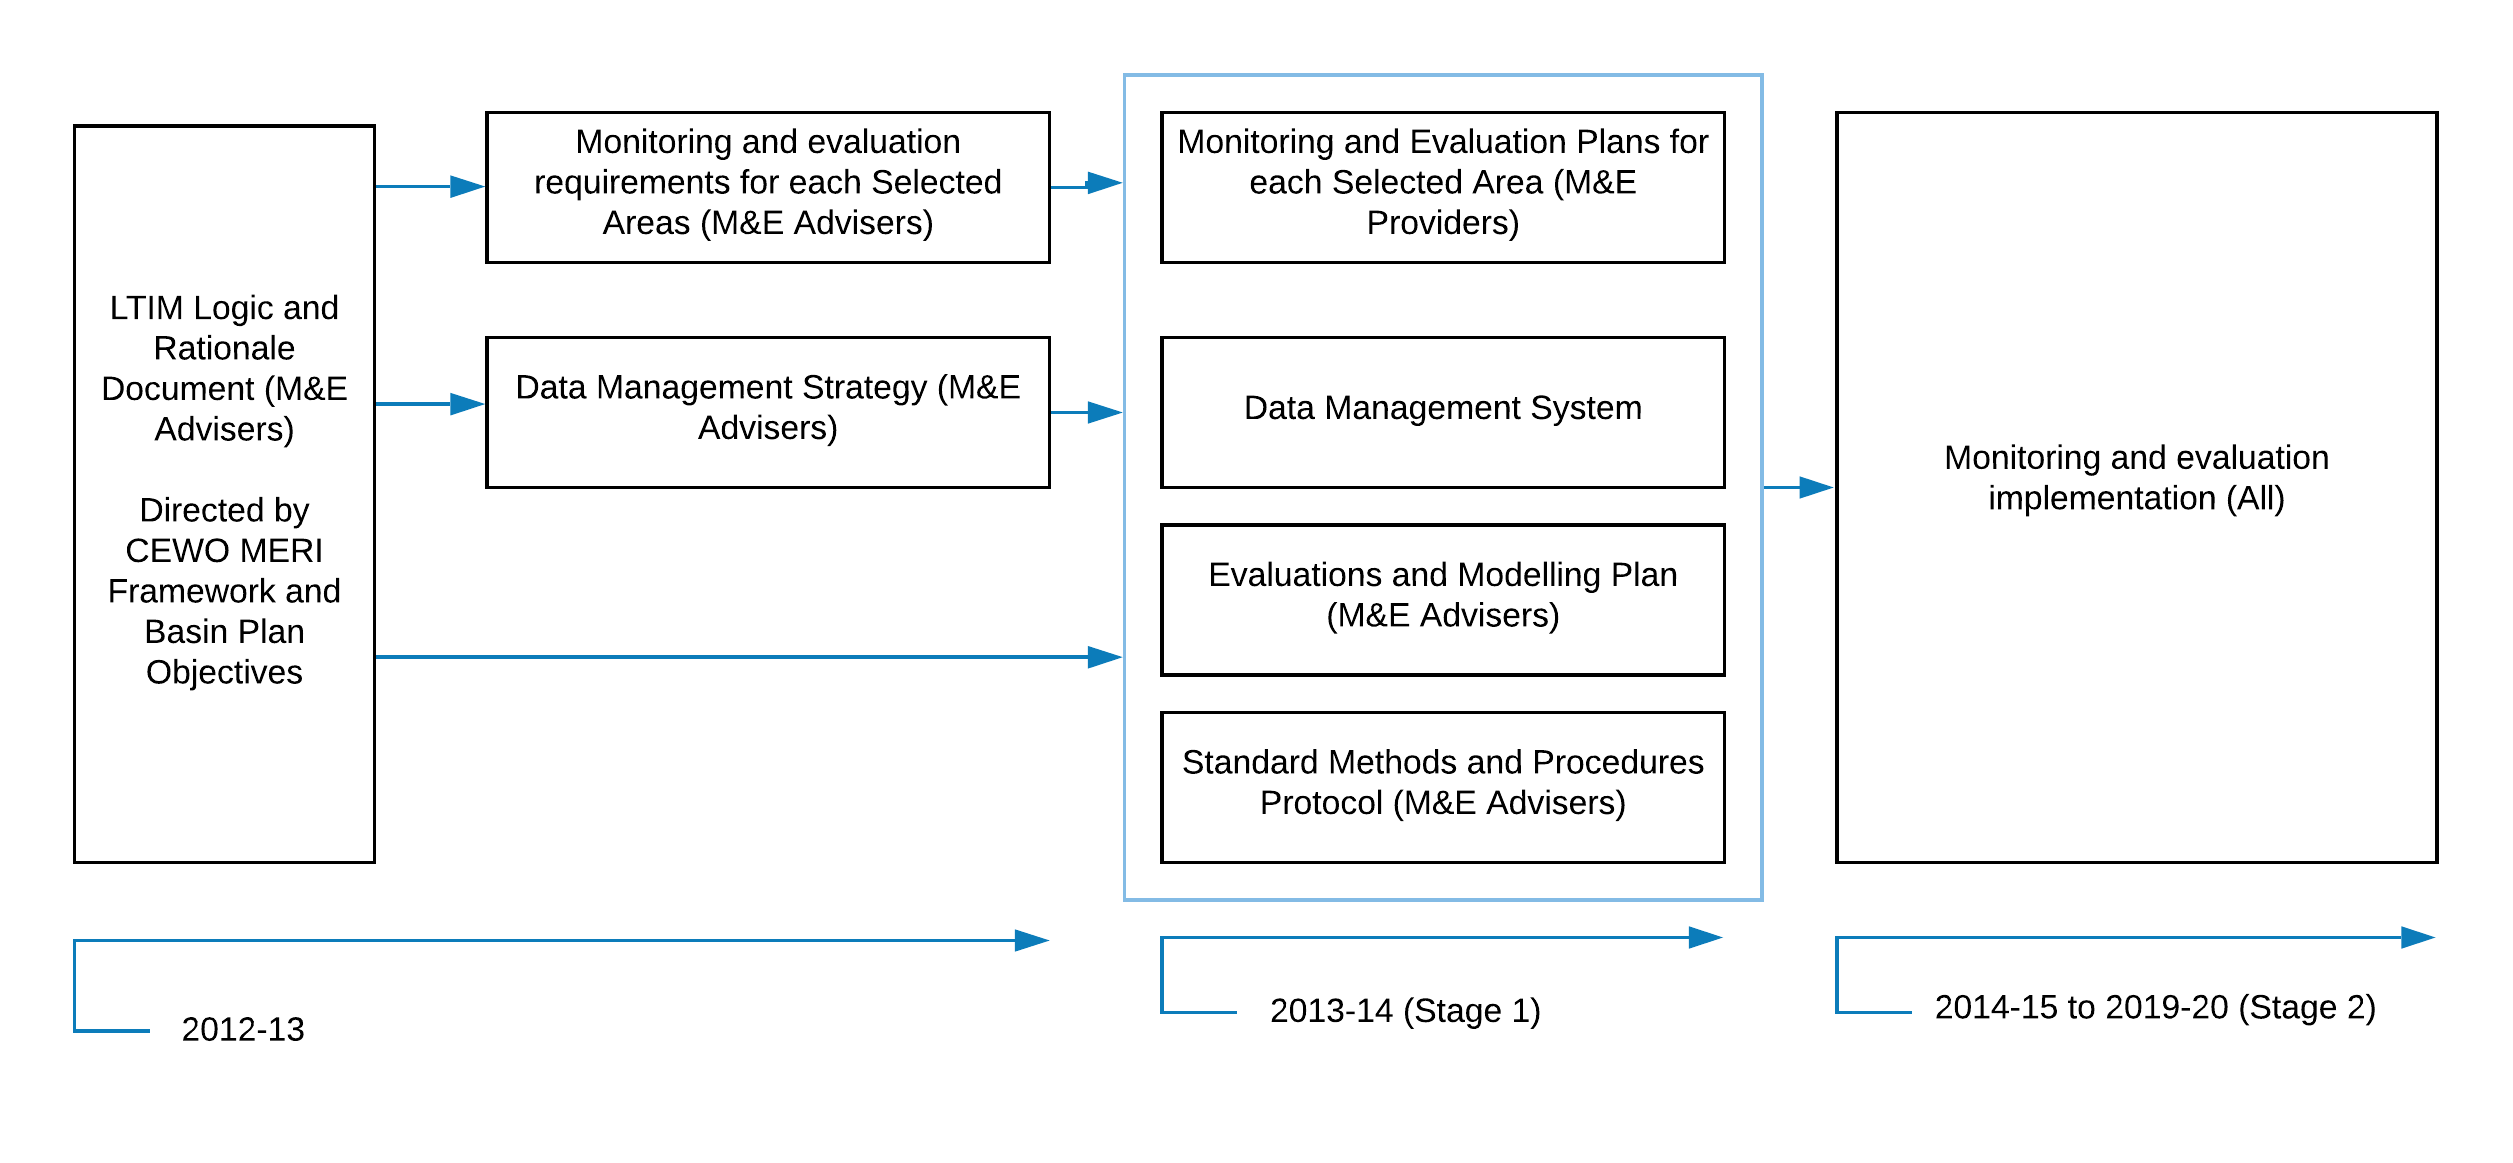 LTIM Logic and
Rationale
Document (M&E
Advisers)
Directed by
CEWO MERI
Framework and
Basin Plan
Objectives
Monitoring and evaluation
requirements for each Selected
Areas (M&E Advisers)
Data Management Strategy (M&E
Advisers)
Monitoring and Evaluation Plans for
each Selected Area (M&E
Providers)
Data Management System
Evaluations and Modelling Plan
(M&E Advisers)
Standard Methods and Procedures
Protocol (M&E Advisers)
Monitoring and evaluation
implementation (All)
2012-13
2013-14 (Stage 1)
2014-15 to 2019-20 (Stage 2)